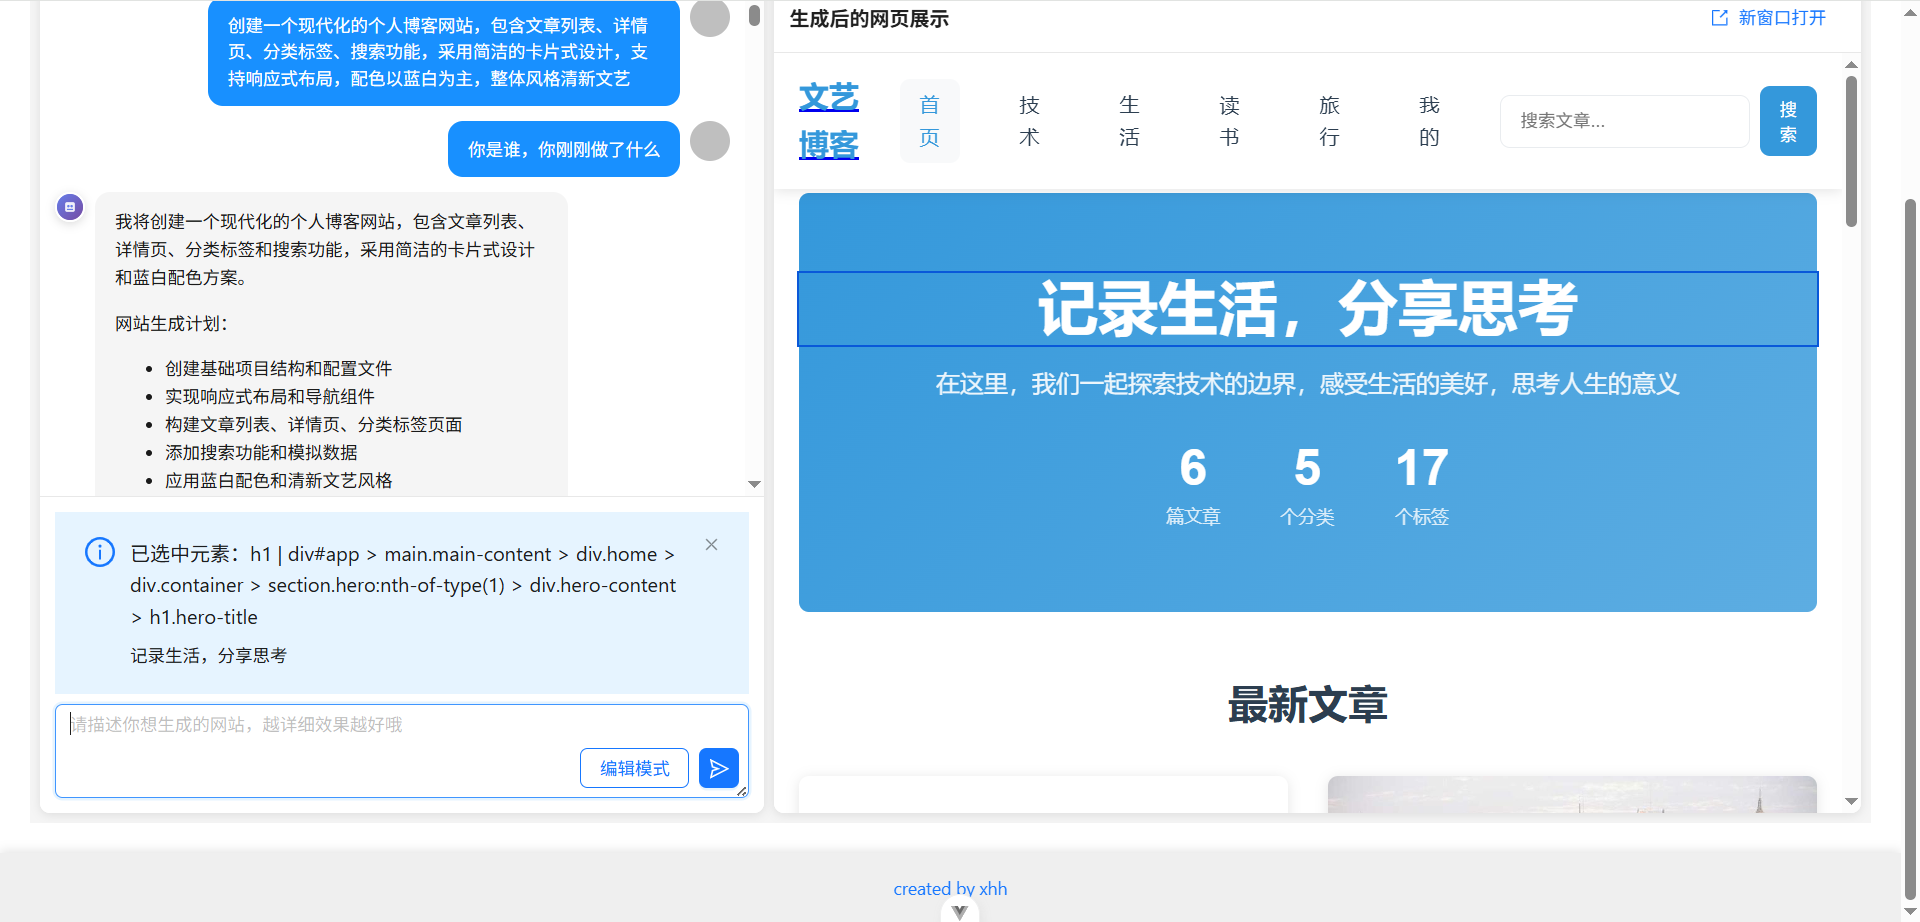 创建一个现代化的个人博客网站，包含文章列表、详情
页、分类标签、搜索功能，采用简洁的卡片式设计，支
持响应式布局，配色以蓝白为主，整体风格清新文艺
你是谁，你刚刚做了什么
我将创建一个现代化的个人博客网站，包含文章列表、
详情页、分类标签和搜索功能，采用简洁的卡片式设计
和蓝白配色方案。
网站生成计划：
创建基础项目结构和配置文件
实现响应式布局和导航组件
构建文章列表、详情页、分类标签页面
添加搜索功能和模拟数据
应用蓝白配色和清新文艺风格
已选中元素：h1 | div#app > main.main-content > div.home >
div.container > section.hero:nth-of-type(1) > div.hero-content
> h1.hero-title
记录生活，分享思考
请描述你想生成的网站，越详细效果越好哦
编辑模式
生成后的网页展示
新窗口打开
文艺
博客
首
页
技
术
生
活
读
书
旅
行
我
的
搜索文章...
搜
索
记录生活，分享思考
在这里，我们一起探索技术的边界，感受生活的美好，思考人生的意义
6
篇文章
5
个分类
17
个标签
最新文章
created by xhh